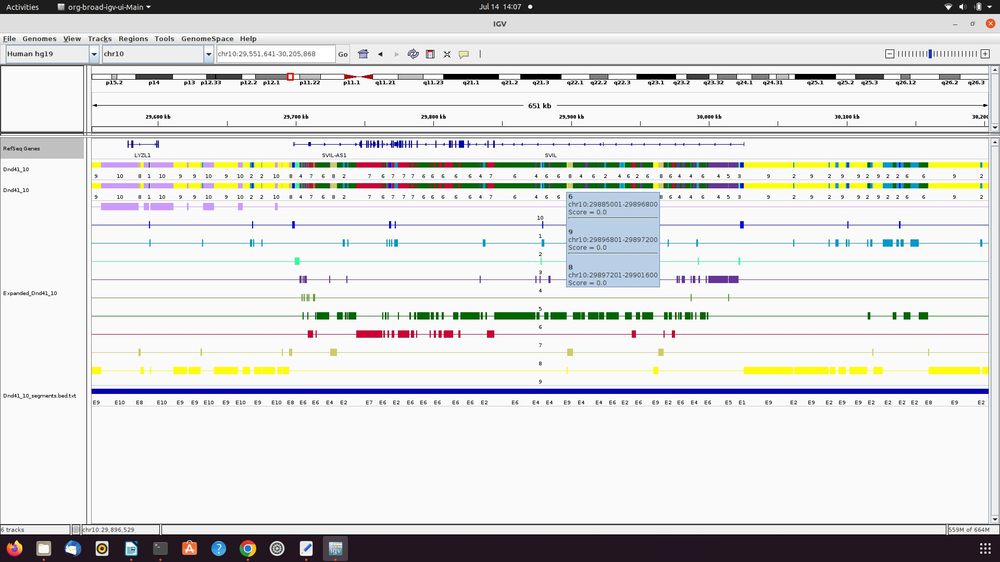 Activities org-broad-igv-ui-Main Jul 14 14:07
IGV
File Genomes View Tracks Regions Tools GenomeSpace Help
Human hg19 chr10 chr10:29,551,641-30,205,868 Go
p15.2 p14 p13 p12.33 p12.2 p12.1 p11.22 p11.1 q11.21 q11.23 q21.1 q21.2 q21.3 q22.1 q22.2 q22.3 q23.1 q23.2 q23.32 q24.1 q24.31 q25.1 q25.2 q25.3 q26.12 q26.2 q26.3
651 kb
29,600 kb 29,700 kb 29,800 kb 29,900 kb 30,000 kb 30,100 kb 30,200
RefSeq Genes
LYZL1 SVIL-AS1 SVIL
Dnd41_10
9 10 8 1 10 9 9 10 9 10 2 2 10 8 4 7 6 8 2 7 6 7 7 7 6 6 6 6 6 4 7 6 4 6 6 8 4 6 2 4 6 2 6 8 6 4 4 6 4 5 3 9 2 9 2 9 9 2 9 2 2 6 6 9 2
Dnd41_10
9 10 8 1 10 9 9 10 9 10 2 2 10 8 4 7 6 8 2 7 6 7 7 7 6 6 6 6 6 4 7 6 4 6 6 8 6 4 4 6 4 5 3 9 2 9 2 9 9 2 9 2 2 6 6 9 2
6
chr10:29885001-29896800
Score = 0.0
9
chr10:29896801-29897200
Score = 0.0
8
chr10:29897201-29901600
Score = 0.0
10
1
2
3
4
Expanded_Dnd41_10
5
6
7
8
9
Dnd41_10_segments.bed.txt
E9 E10 E8 E10 E9 E9 E10 E9 E10 E9 E10 E8 E6 E6 E4 E2 E7 E6 E2 E6 E6 E6 E6 E2 E6 E4 E4 E9 E4 E4 E6 E2 E6 E9 E2 E6 E4 E6 E5 E1 E9 E2 E9 E2 E9 E9 E2 E2 E2 E2 E8 E9 E2
6 tracks chr10:29,896,529 559M of 664M
igv